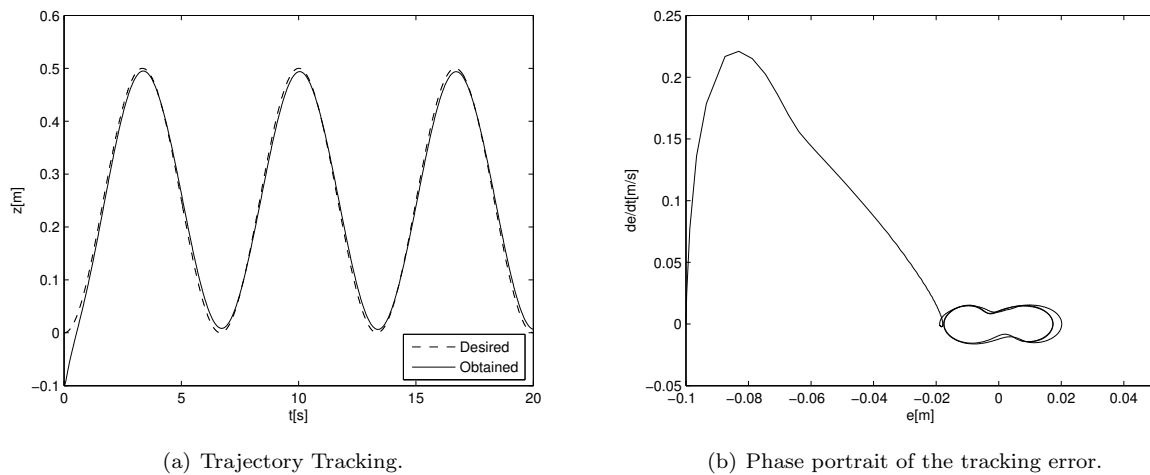 0.6
0.5
0.4
0.3
0.2
0.1
0
−0.1
z[m]
0 5 10 15 20
t[s]
Desired
Obtained
(a) Trajectory Tracking.
0.25
0.2
0.15
0.1
0.05
0
−0.05
de/dt[m/s]
−0.1 −0.08 −0.06 −0.04 −0.02 0 0.02 0.04
e[m]
(b) Phase portrait of the tracking error.